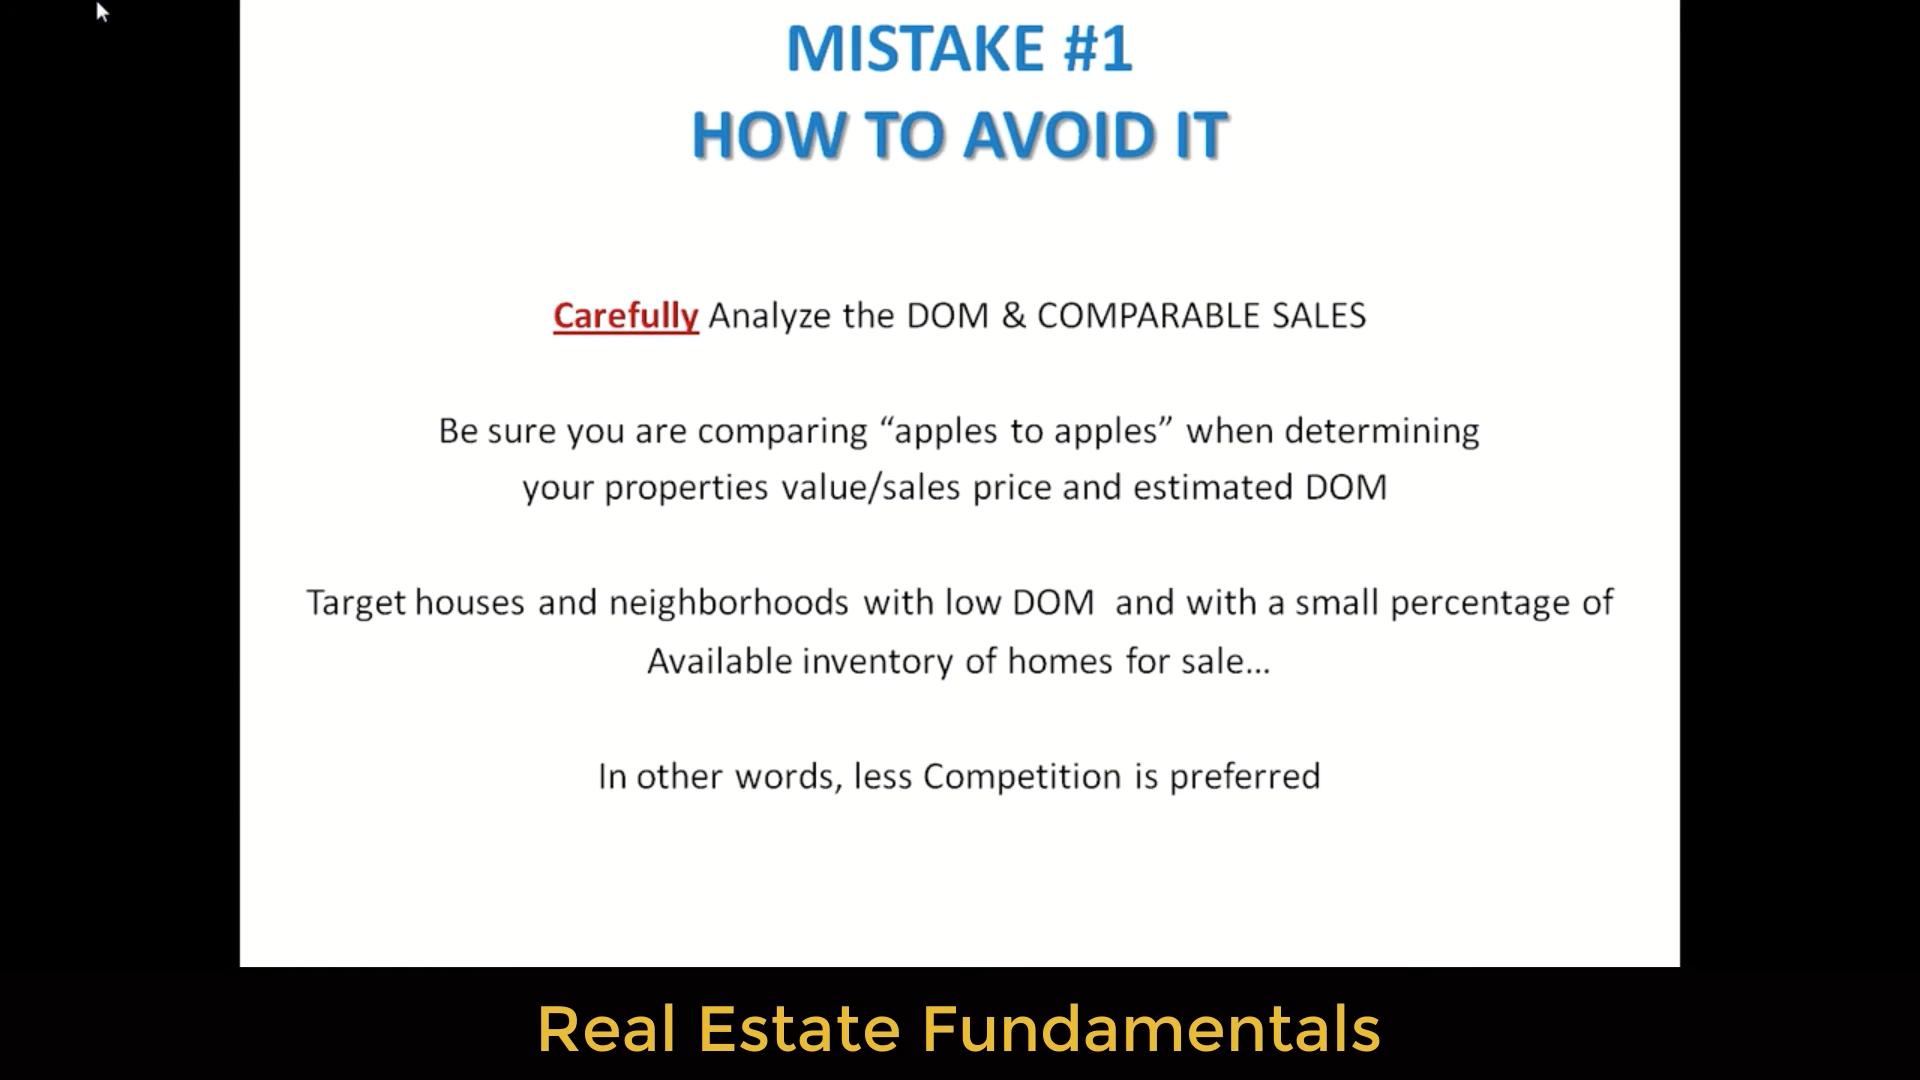 MISTAKE #1
HOW TO AVOID IT
Carefully Analyze the DOM & COMPARABLE SALES
Be sure you are comparing “apples to apples” when determining
your properties value/sales price and estimated DOM
Target houses and neighborhoods with low DOM and with a small percentage of
Available inventory of homes for sale...
In other words, less Competition is preferred
Real Estate Fundamentals